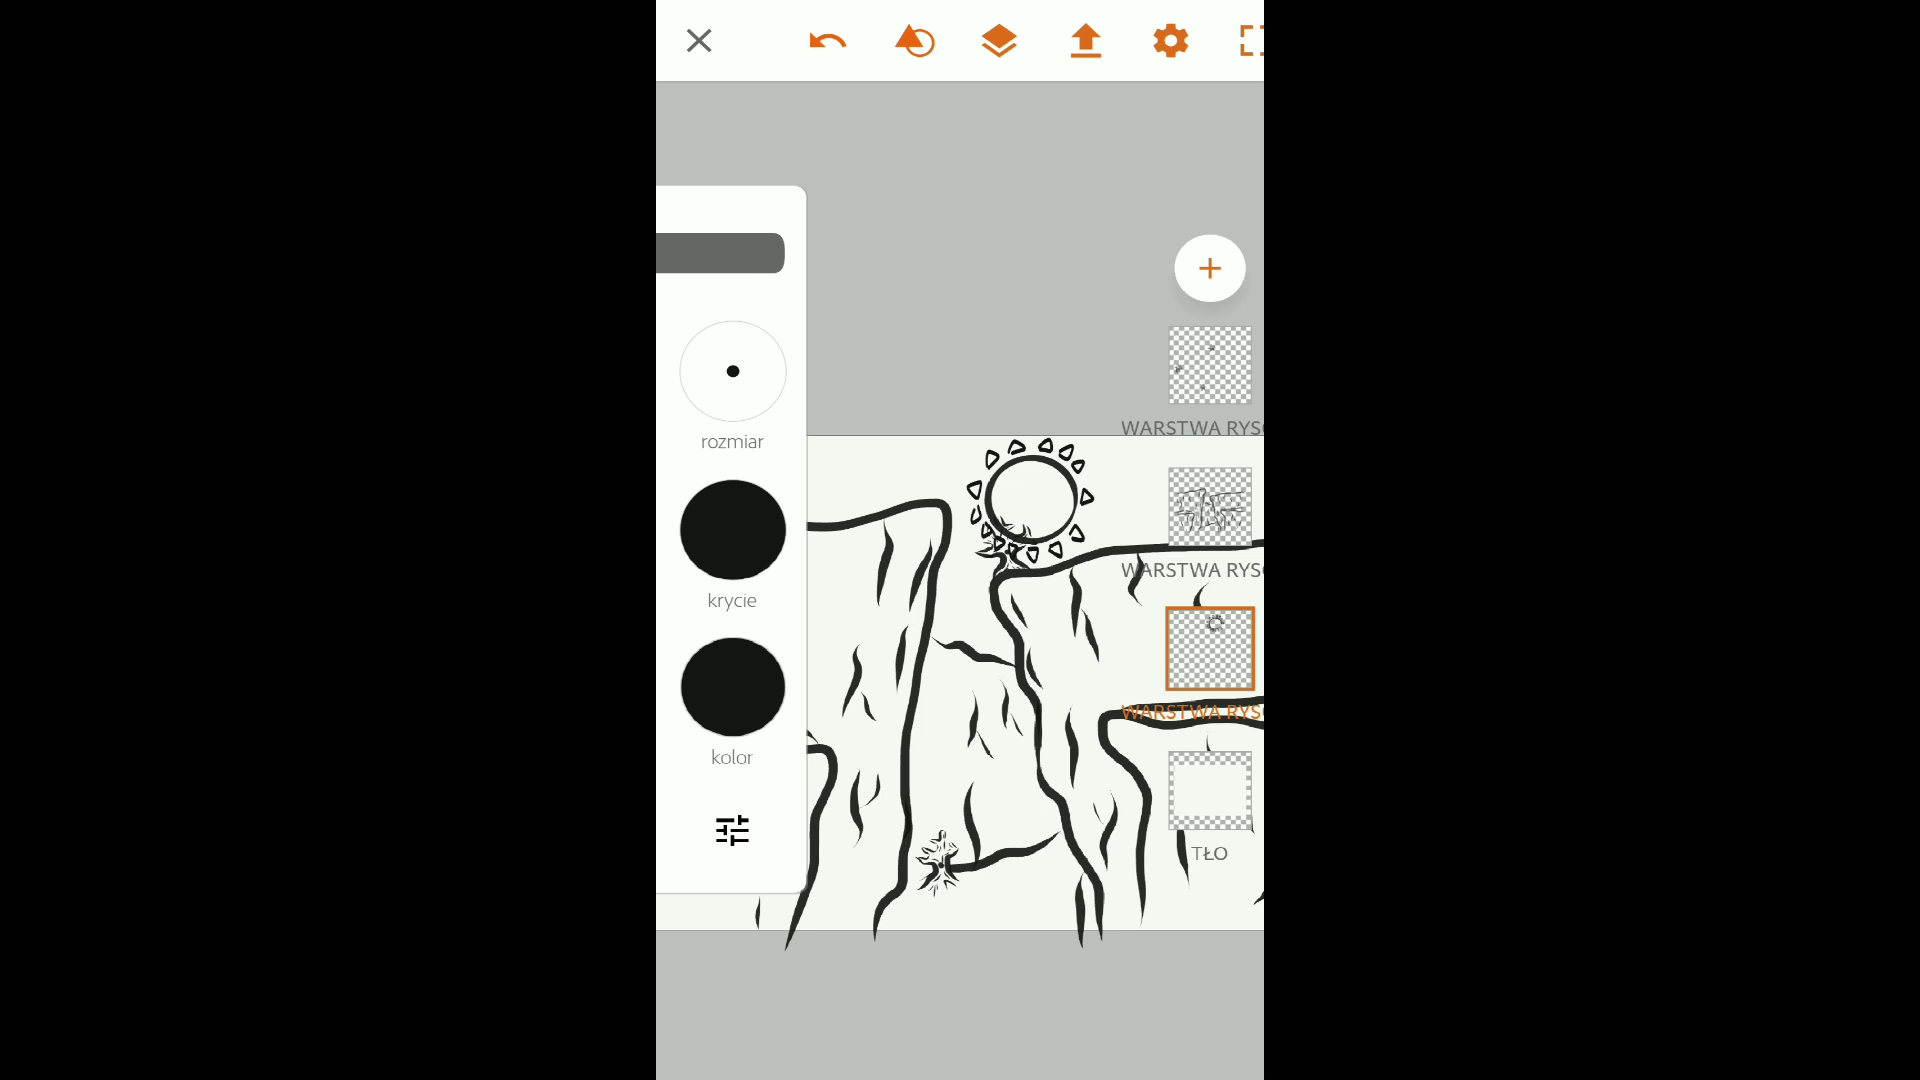 WARSTWA RYS
rozmiar
WARSTWA RYS
krycie
WARSTWA RYS
kolor
TŁO